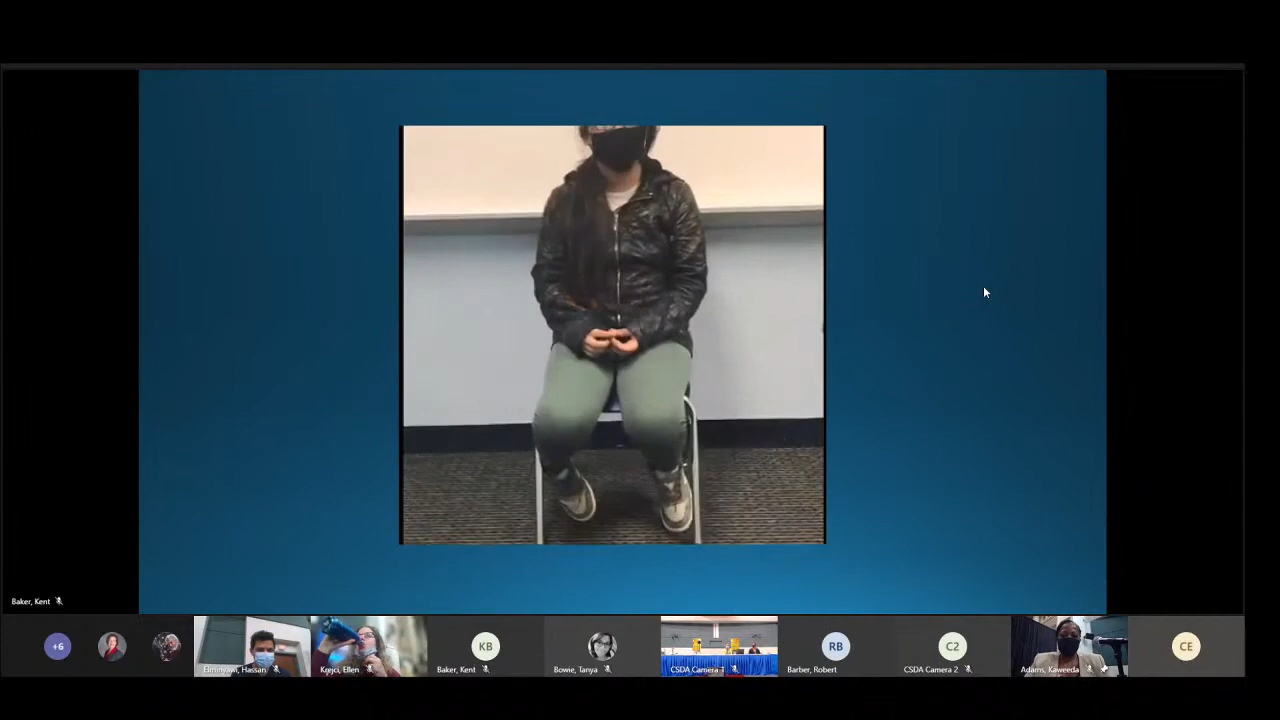 Baker, Kent
+6
Elminyawi, Hassan
Krejci, Ellen
KB
Baker, Kent
Bowie, Tanya
CSDA Camera 1
RB
Barber, Robert
C2
CSDA Camera 2
Adams, Kaweeda
CE